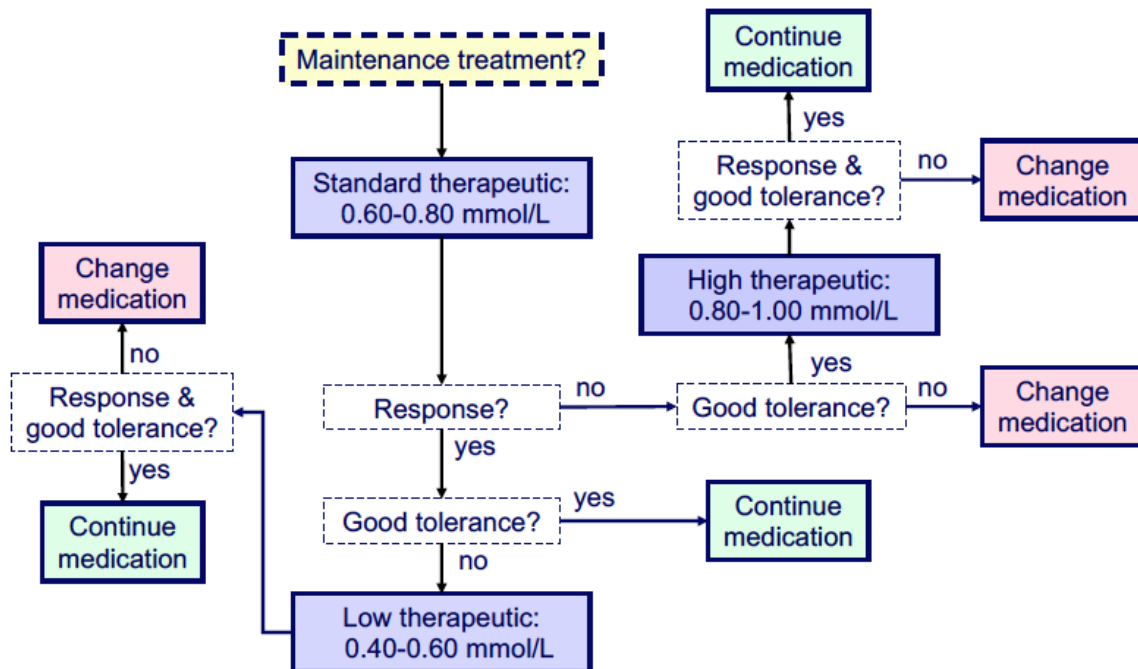 Maintenance treatment?
Standard therapeutic:
0.60-0.80 mmol/L
Response?
no
Good tolerance?
no
Change
medication
yes
High therapeutic:
0.80-1.00 mmol/L
Response &
good tolerance?
no
Change
medication
yes
Continue
medication
yes
Good tolerance?
yes
Continue
medication
no
Low therapeutic:
0.40-0.60 mmol/L
Response &
good tolerance?
no
Change
medication
yes
Continue
medication